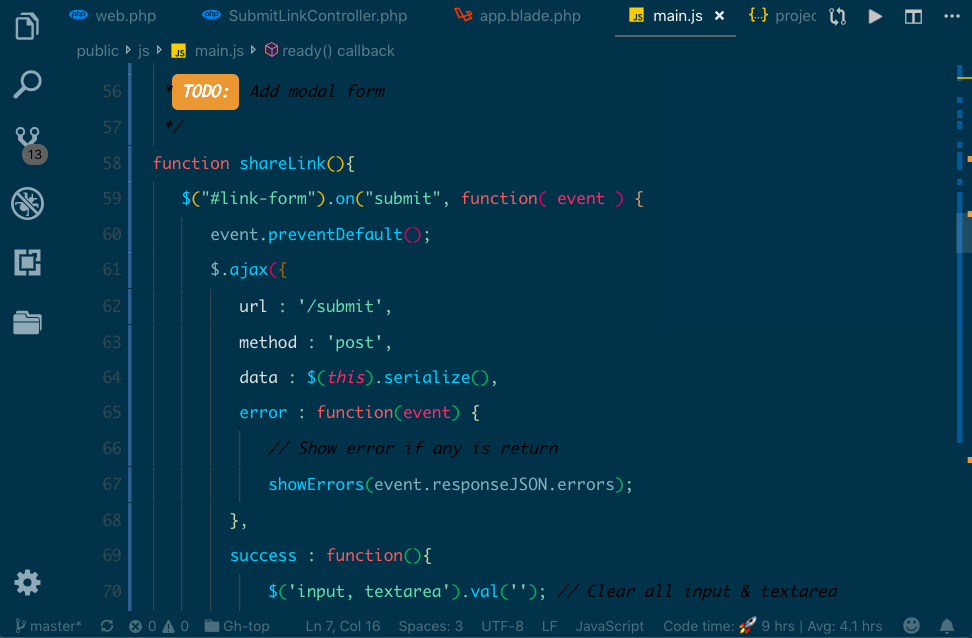 web.php SubmitLinkController.php app.blade.php JS main.js × {..} projec
public js JS main.js ready() callback
56 * TODO: Add modal form
57 */
58 function shareLink(){
59 $("#link-form").on("submit", function( event ) {
60 event.preventDefault();
61 $.ajax({
62 url : '/submit',
63 method : 'post',
64 data : $(this).serialize(),
65 error : function(event) {
66 // Show error if any is return
67 showErrors(event.responseJSON.errors);
68 },
69 success : function(){
70 $('input, textarea').val(''); // Clear all input & textarea
13
master* 0 0 Gh-top Ln 7, Col 16 Spaces: 3 UTF-8 LF JavaScript Code time: 🚀 9 hrs | Avg: 4.1 hrs